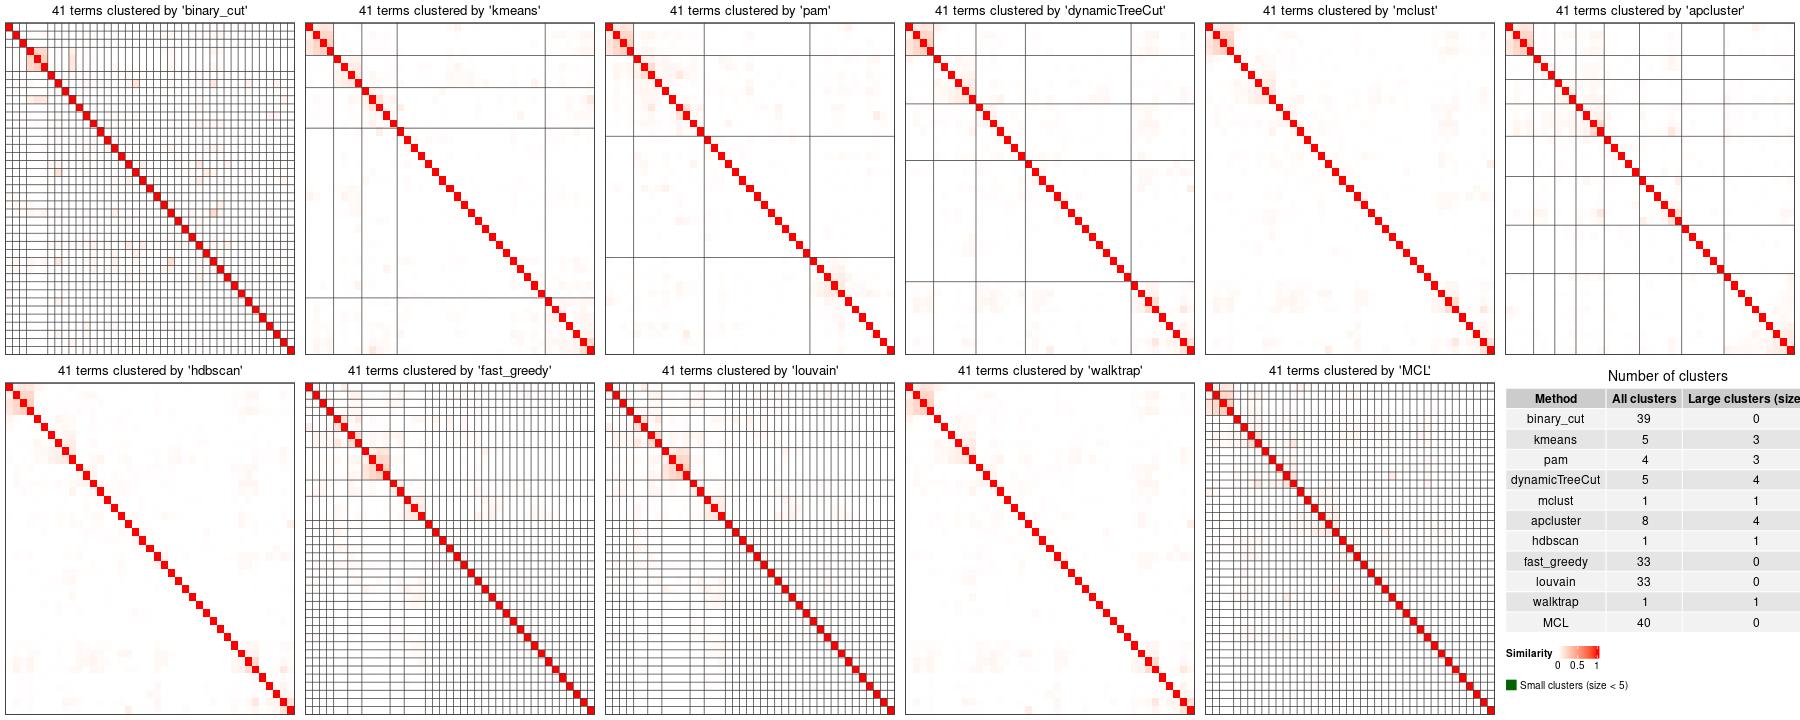 41 terms clustered by 'binary_cut'
41 terms clustered by 'kmeans'
41 terms clustered by 'pam'
41 terms clustered by 'dynamicTreeCut'
41 terms clustered by 'mclust'
41 terms clustered by 'apcluster'
41 terms clustered by 'hdbscan'
41 terms clustered by 'fast_greedy'
41 terms clustered by 'louvain'
41 terms clustered by 'walktrap'
41 terms clustered by 'MCL'
Number of clusters
Method All clusters Large clusters (size
binary_cut 39 0
kmeans 5 3
pam 4 3
dynamicTreeCut 5 4
mclust 1 1
apcluster 8 4
hdbscan 1 1
fast_greedy 33 0
louvain 33 0
walktrap 1 1
MCL 40 0
Similarity
0 0.5 1
Small clusters (size < 5)